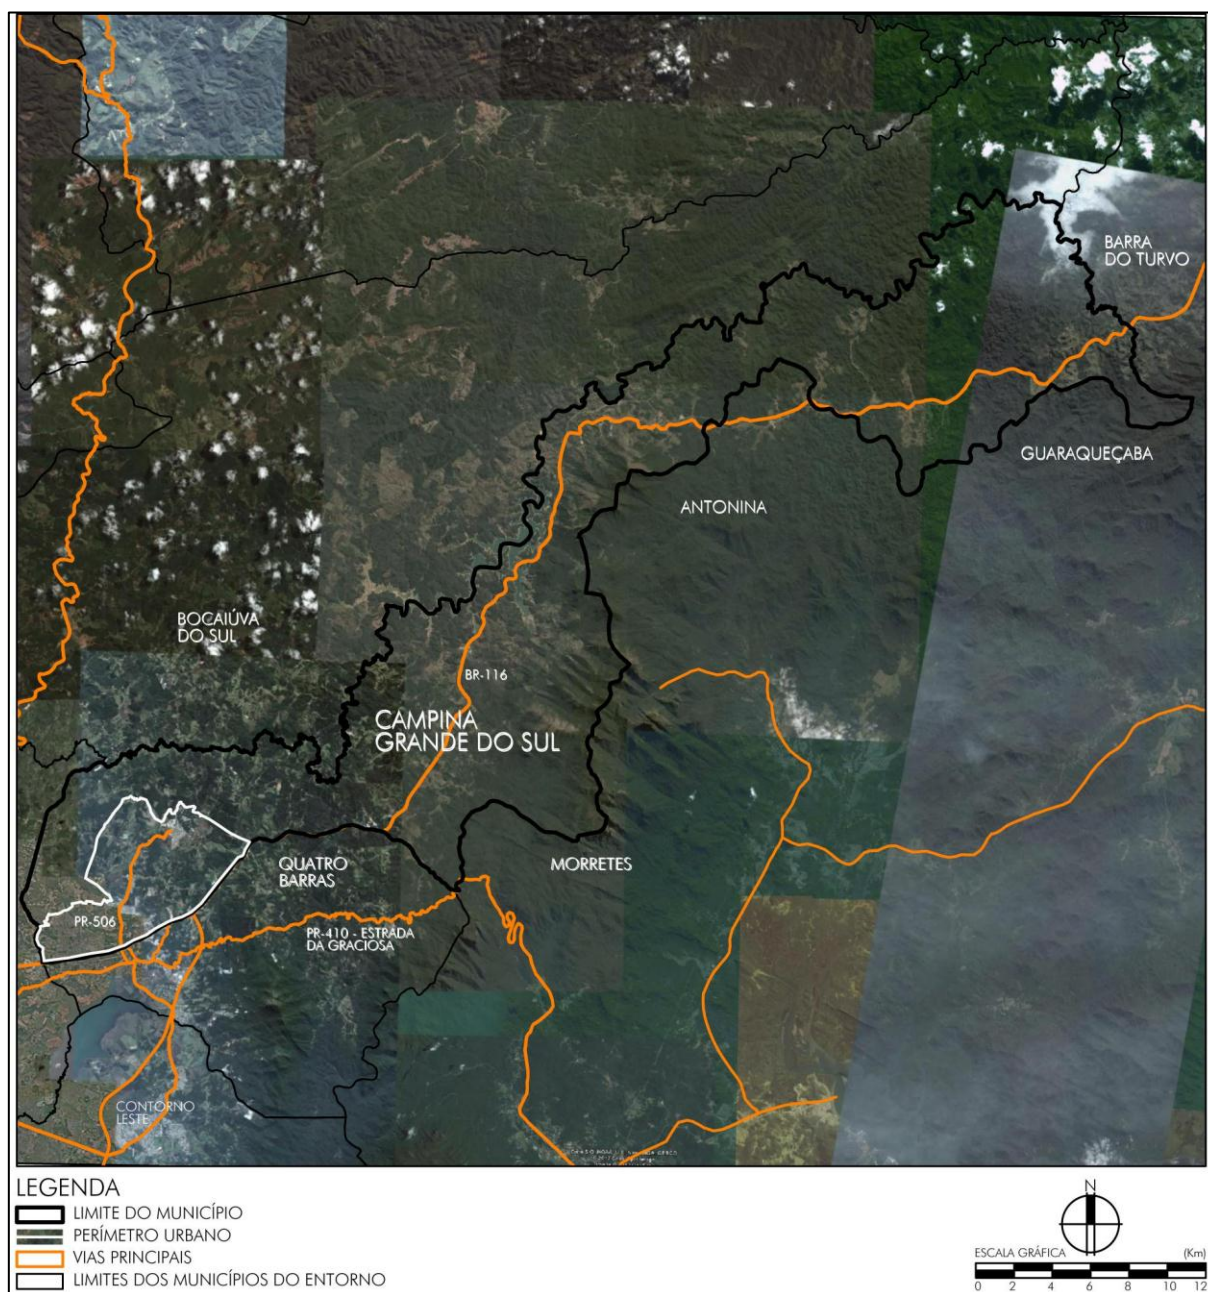 BARRA
DO TURVO
GUARAQUEÇABA
ANTONINA
BOCAIÚVA
DO SUL
BR-116
CAMPINA
GRANDE DO SUL
QUATRO
BARRAS
MORRETES
PR-506
PR-410 - ESTRADA
DA GRACIOSA
CONTORNO
LESTE
LEGENDA
LIMITE DO MUNICÍPIO
PERÍMETRO URBANO
VIAS PRINCIPAIS
LIMITES DOS MUNICÍPIOS DO ENTORNO
N
ESCALA GRÁFICA (Km)
0 2 4 6 8 10 12